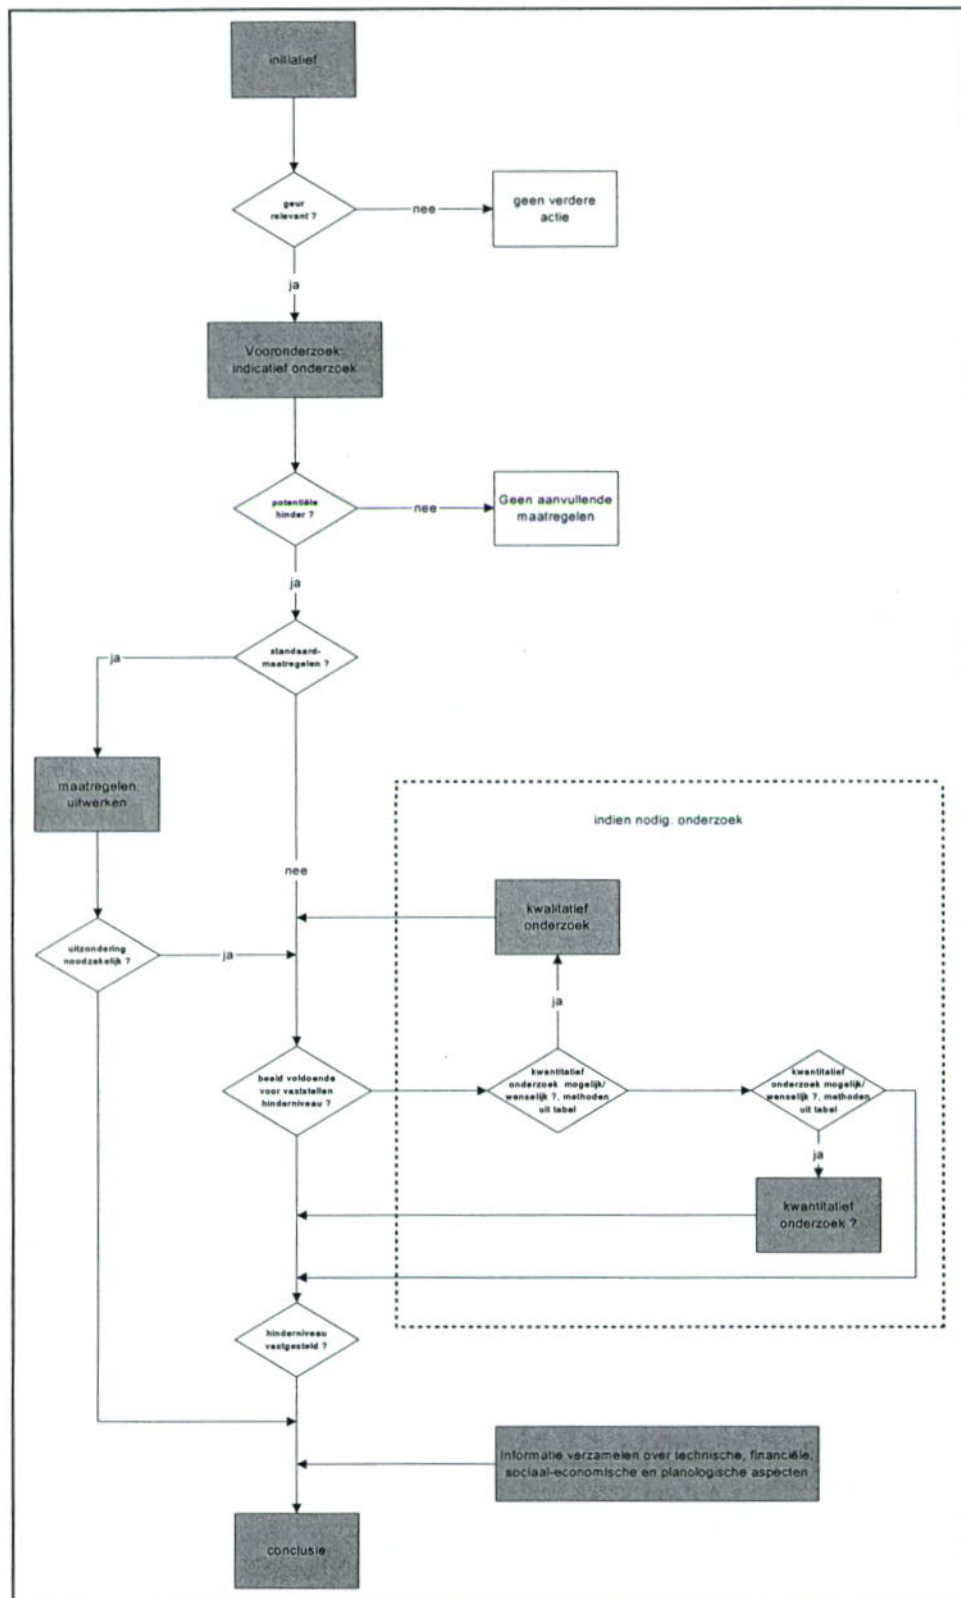 initiatief
geur
relevant ?
nee
geen verdere
actie
ja
Vooronderzoek:
indicatief onderzoek
potentiële
hinder ?
nee
Geen aanvullende
maatregelen
ja
standaard-
maatregelen ?
ja
maatregelen
uitwerken
indien nodig: onderzoek
nee
kwalitatief
onderzoek
uitzondering
noodzakelijk ?
ja
ja
beeld voldoende
voor vaststellen
hinderniveau ?
kwantitatief
onderzoek mogelijk/
wenselijk ?, methoden
uit tabel
kwantitatief
onderzoek mogelijk/
wenselijk ?, methoden
uit tabel
ja
kwantitatief
onderzoek ?
hinderniveau
vastgesteld ?
Informatie verzamelen over technische, financiële,
sociaal-economische en planologische aspecten
conclusie